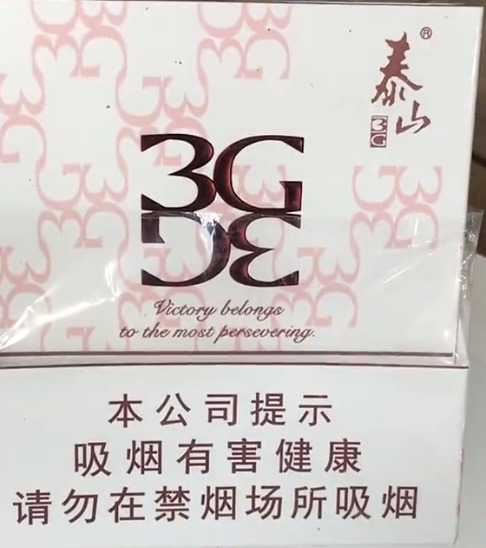 泰山®
3G
3G
3G
Victory belongs
to the most persevering.
本公司提示
吸烟有害健康
请勿在禁烟场所吸烟